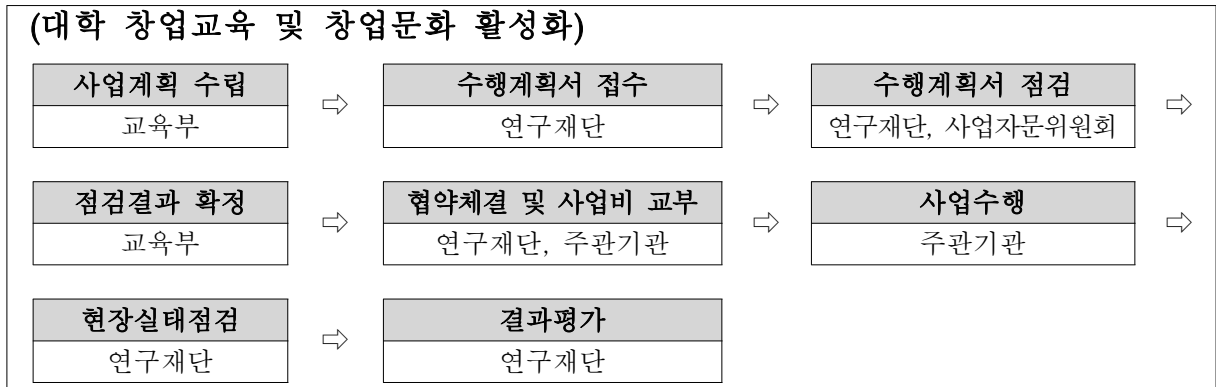 (대학 창업교육 및 창업문화 활성화)
사업계획 수립 ⇨ 수행계획서 접수 ⇨ 수행계획서 점검 ⇨
교육부 연구재단 연구재단, 사업자문위원회
점검결과 확정 ⇨ 협약체결 및 사업비 교부 ⇨ 사업수행 ⇨
교육부 연구재단, 주관기관 주관기관
현장실태점검 ⇨ 결과평가
연구재단 연구재단